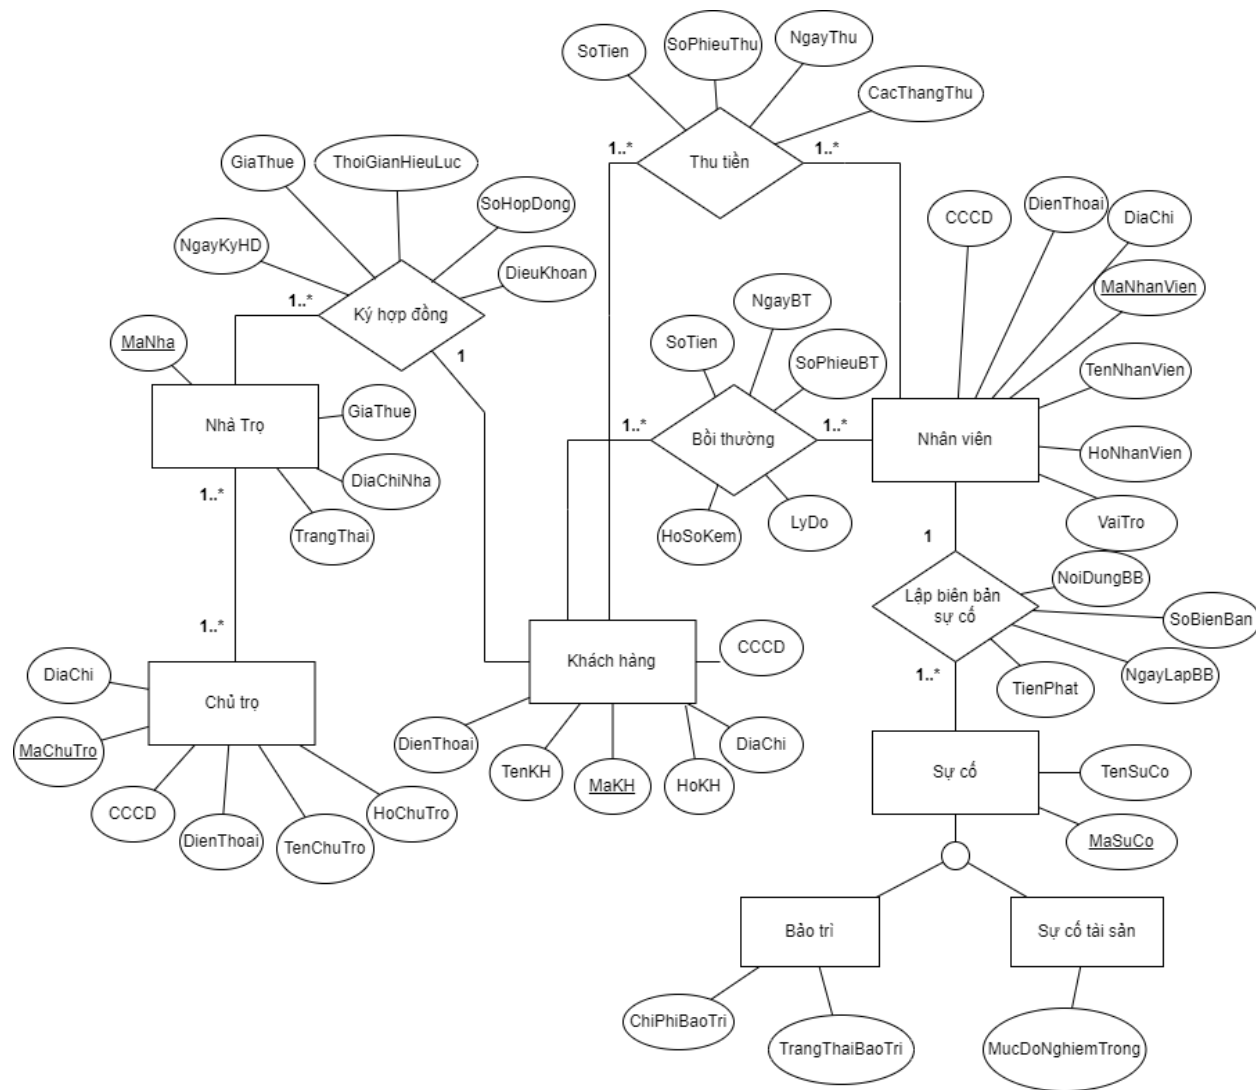 SoTien
SoPhieuThu
NgayThu
CacThangThu
1..*
Thu tiền
1..*
GiaThue
ThoiGianHieuLuc
SoHopDong
NgayKyHD
DieuKhoan
1..*
Ký hợp đồng
1
CCCD
DienThoai
DiaChi
MaNhanVien
TenNhanVien
HoNhanVien
VaiTro
NgayBT
SoTien
SoPhieuBT
1..*
Bồi thường
1..*
HoSoKem
LyDo
Nhân viên
MaNha
Nhà Trọ
GiaThue
DiaChiNha
TrangThai
1..*
1..*
1
Lập biên bản
sự cố
NoiDungBB
SoBienBan
NgayLapBB
TienPhat
1..*
DiaChi
MaChuTro
Chủ trọ
CCCD
DienThoai
TenChuTro
HoChuTro
Khách hàng
CCCD
DienThoai
TenKH
MaKH
HoKH
DiaChi
Sự cố
TenSuCo
MaSuCo
Bảo trì
Sự cố tài sản
ChiPhiBaoTri
TrangThaiBaoTri
MucDoNghiemTrong